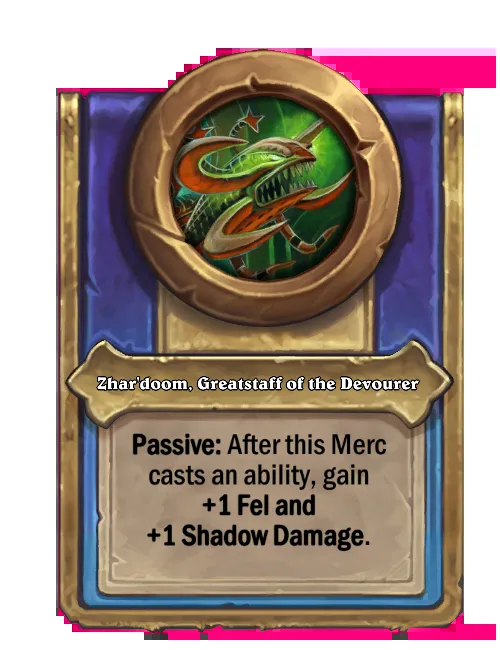 Zhar'doom, Greatstaff of the Devourer
Passive: After this Merc
casts an ability, gain
+1 Fel and
+1 Shadow Damage.